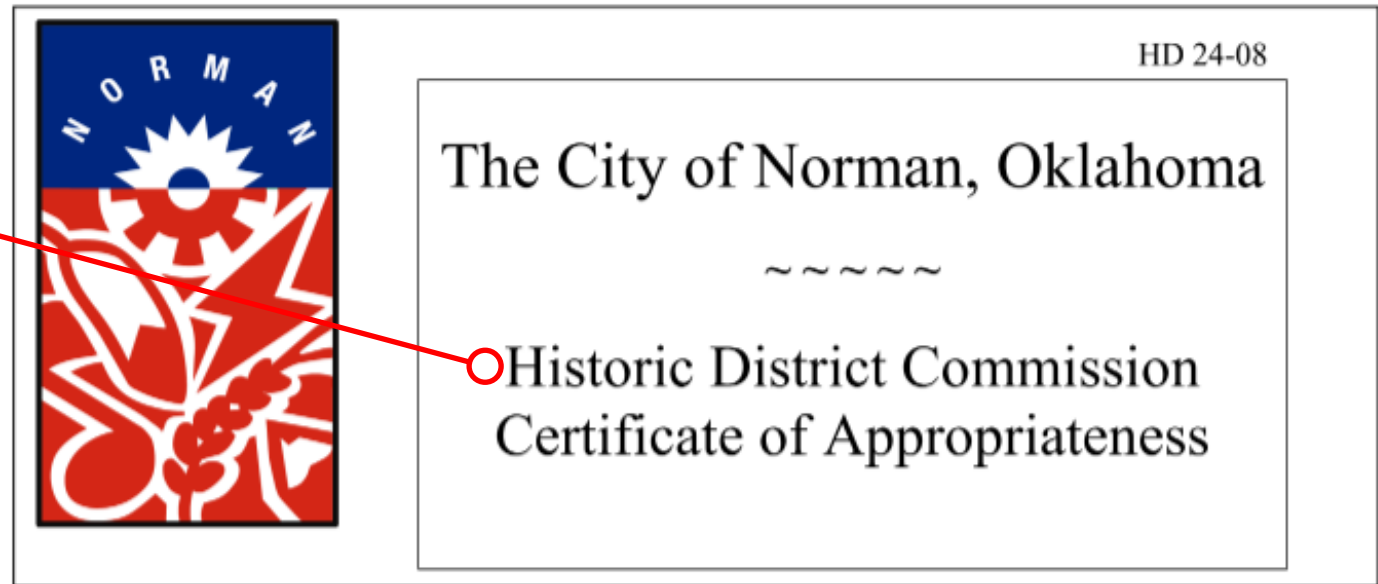 NORMAN
HD 24-08
The City of Norman, Oklahoma
~~~~~
Historic District Commission
Certificate of Appropriateness